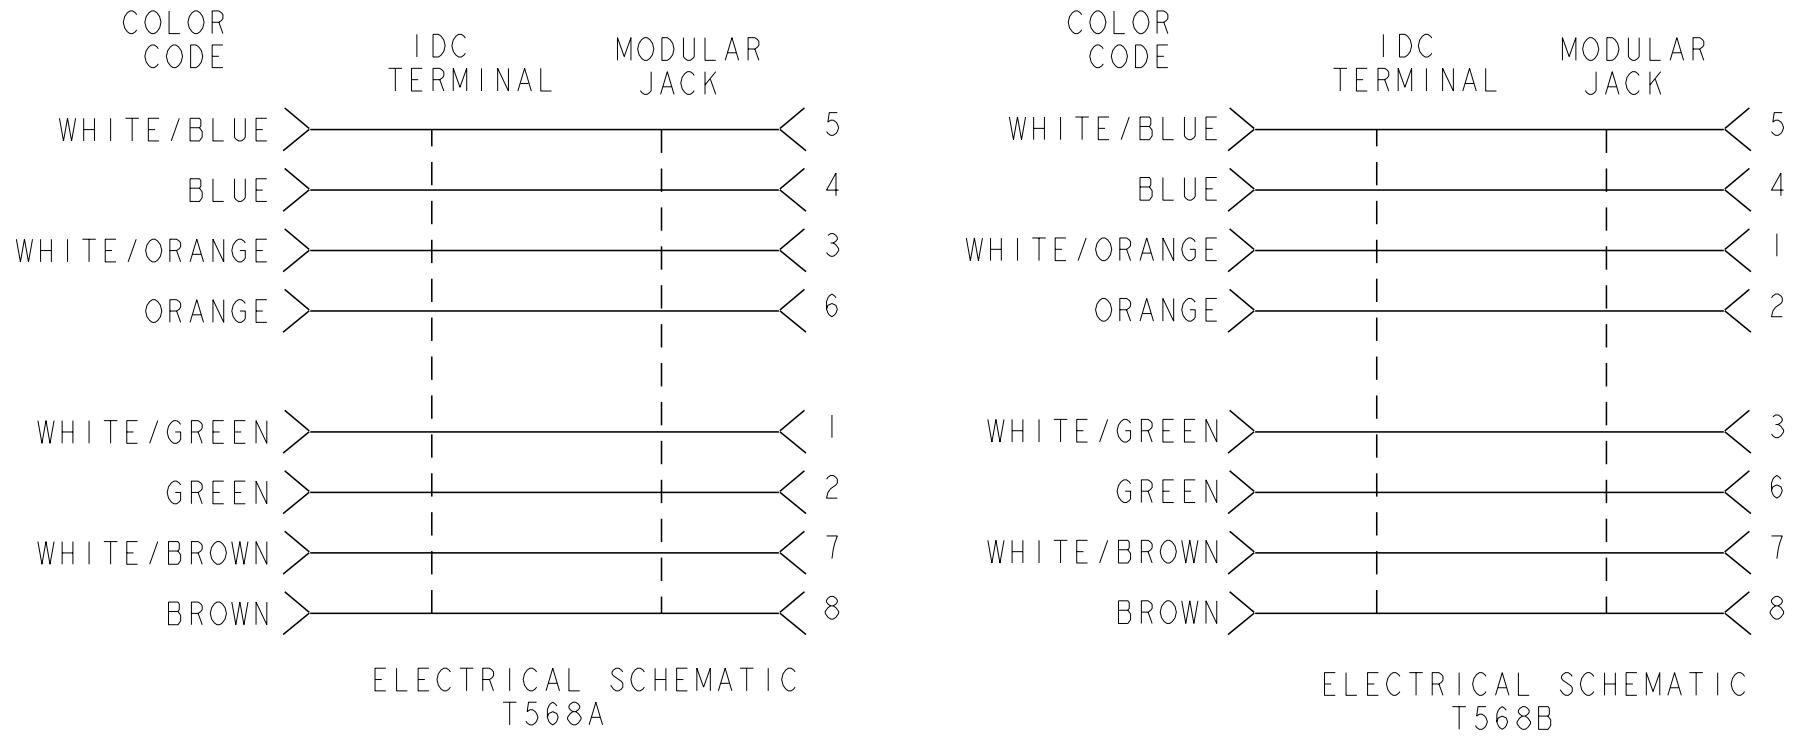 COLOR
CODE
IDC
TERMINAL
MODULAR
JACK
WHITE/BLUE 5
BLUE 4
WHITE/ORANGE 3
ORANGE 6
WHITE/GREEN 1
GREEN 2
WHITE/BROWN 7
BROWN 8
ELECTRICAL SCHEMATIC
T568A
COLOR
CODE
IDC
TERMINAL
MODULAR
JACK
WHITE/BLUE 5
BLUE 4
WHITE/ORANGE 1
ORANGE 2
WHITE/GREEN 3
GREEN 6
WHITE/BROWN 7
BROWN 8
ELECTRICAL SCHEMATIC
T568B